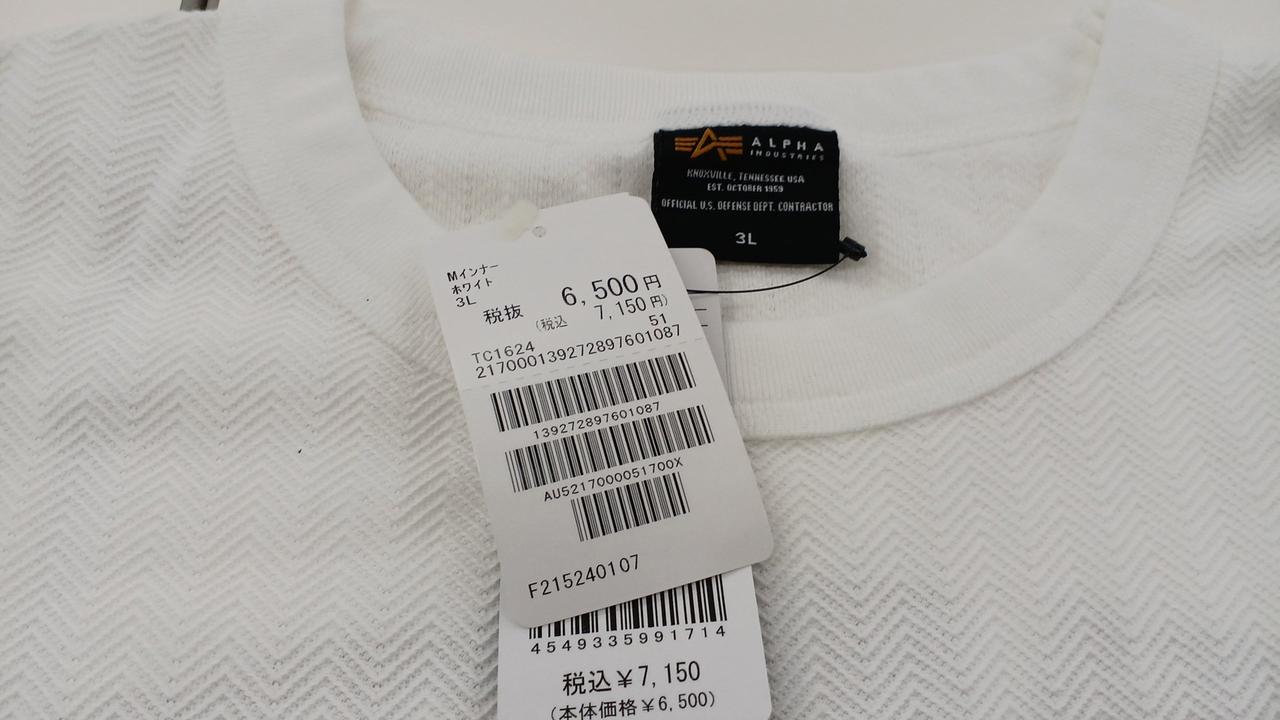 ALPHA
INDUSTRIES
KNOXVILLE, TENNESSEE USA
EST. OCTOBER 1959
OFFICIAL U.S. DEFENSE DEPT. CONTRACTOR
3L
Mインナー
ホワイト
3L
税抜 6,500円
(税込 7,150円)
TC1624 51
217000139272897601087
139272897601087
AU5217000051700X
F215240107
4549335991714
税込¥7,150
(本体価格¥6,500)